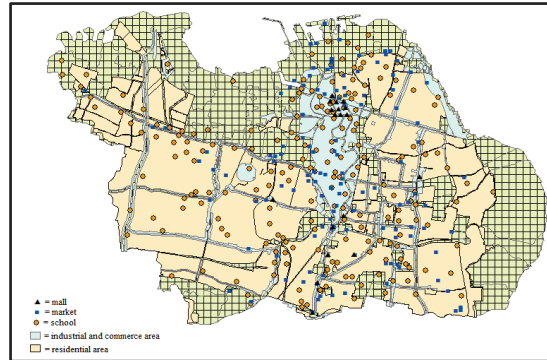 = mall
= market
= school
= industrial and commerce area
= residential area